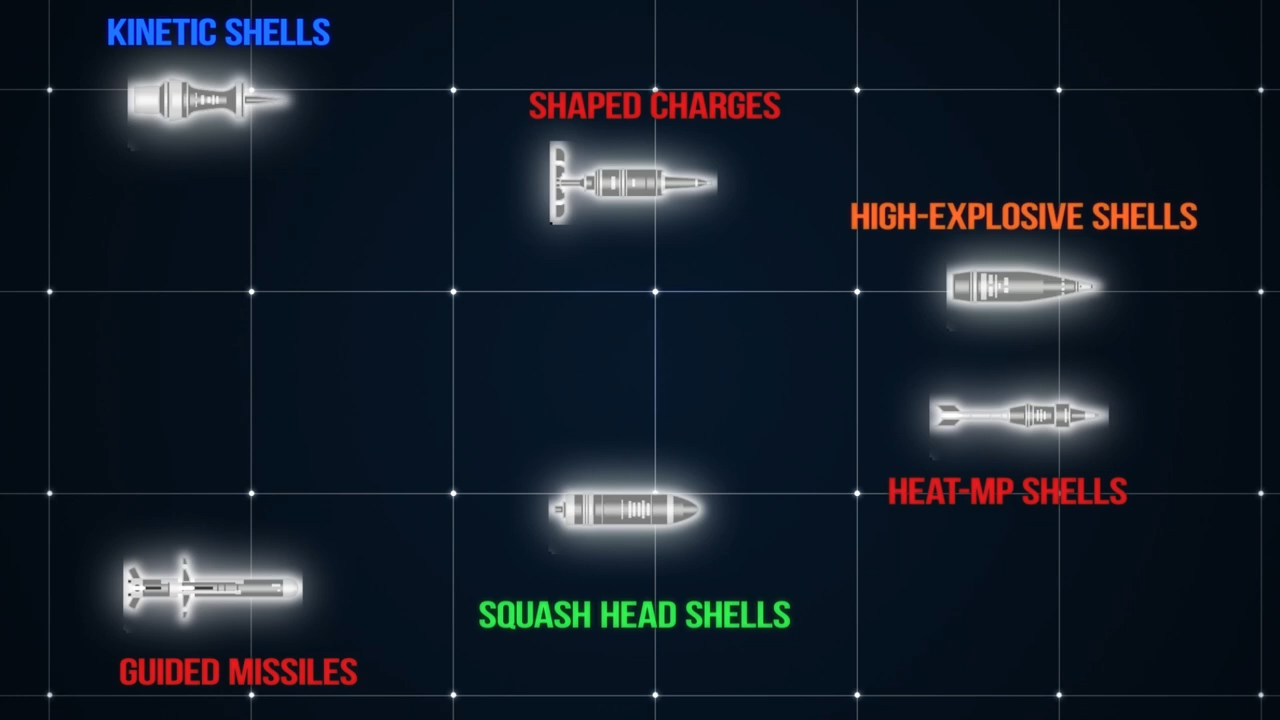 KINETIC SHELLS
SHAPED CHARGES
HIGH-EXPLOSIVE SHELLS
HEAT-MP SHELLS
SQUASH HEAD SHELLS
GUIDED MISSILES